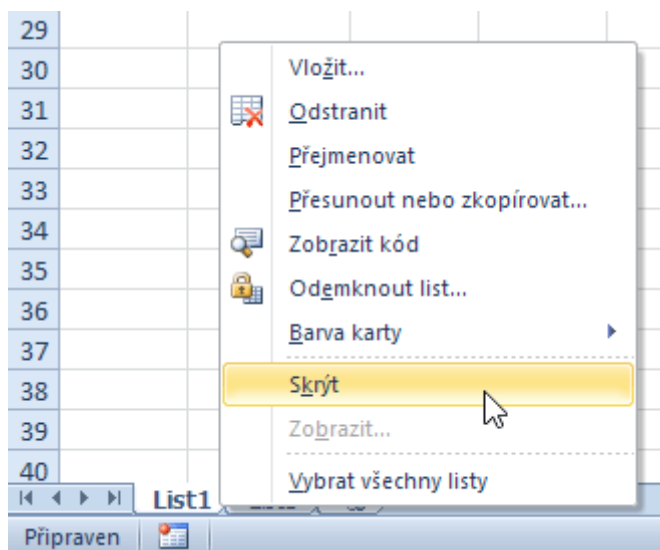 29
30
31
32
33
34
35
36
37
38
39
40
Vložit...
Odstranit
Přejmenovat
Přesunout nebo zkopírovat...
Zobrazit kód
Odemknout list...
Barva karty
Skrýt
Zobrazit...
Vybrat všechny listy
List1
Připraven